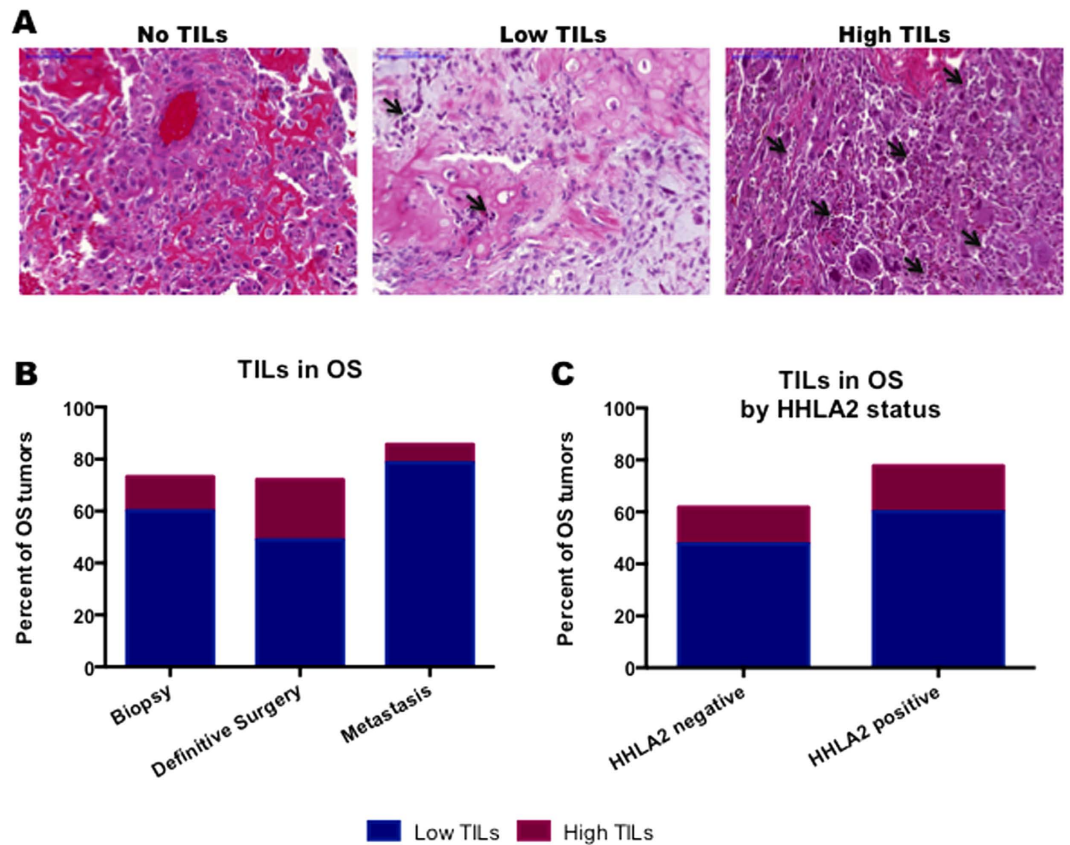 A
No TILs
Low TILs
High TILs
B
TILs in OS
Percent of OS tumors
100
80
60
40
20
0
Biopsy
Definitive Surgery
Metastasis
C
TILs in OS
by HHLA2 status
Percent of OS tumors
100
80
60
40
20
0
HHLA2 negative
HHLA2 positive
Low TILs
High TILs